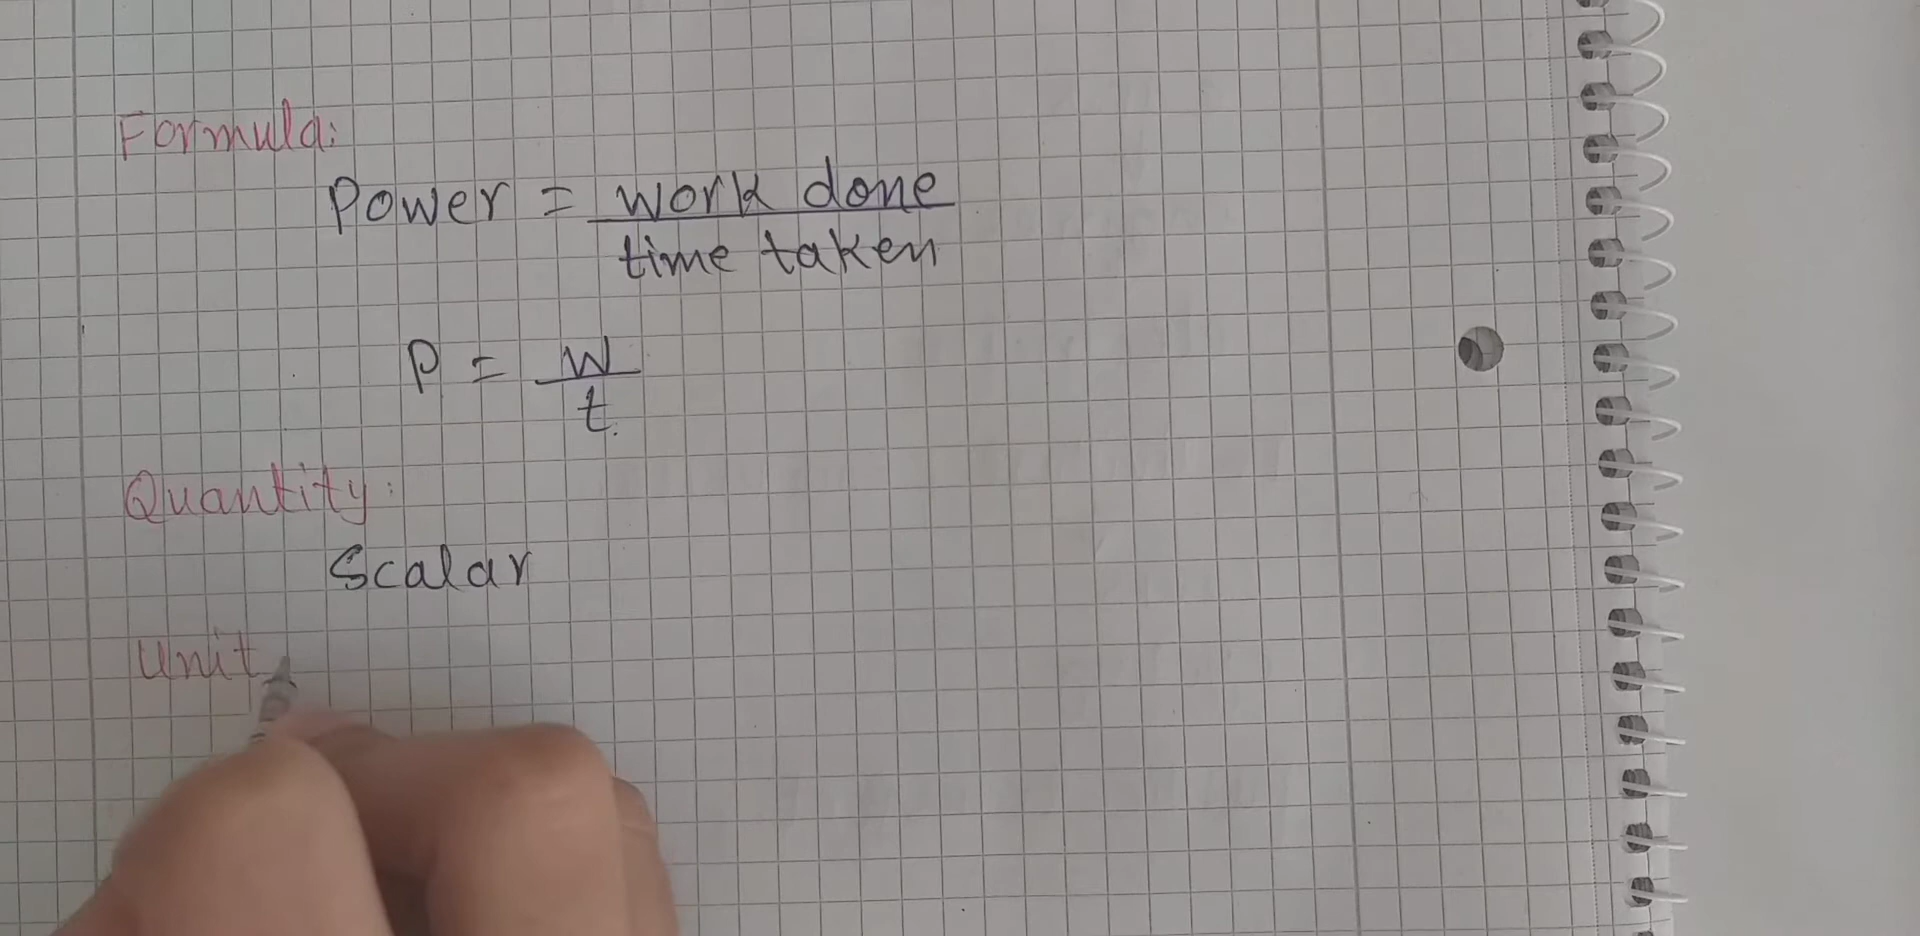 Formula:
Power = work done
time taken
P = W
t
Quantity:
Scalar
Unit